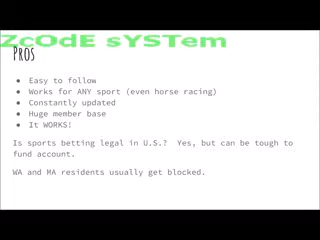 ZcOdE sYSTem
Pros
● Easy to follow
● Works for ANY sport (even horse racing)
● Constantly updated
● Huge member base
● It WORKS!
Is sports betting legal in U.S.? Yes, but can be tough to
fund account.
WA and MA residents usually get blocked.